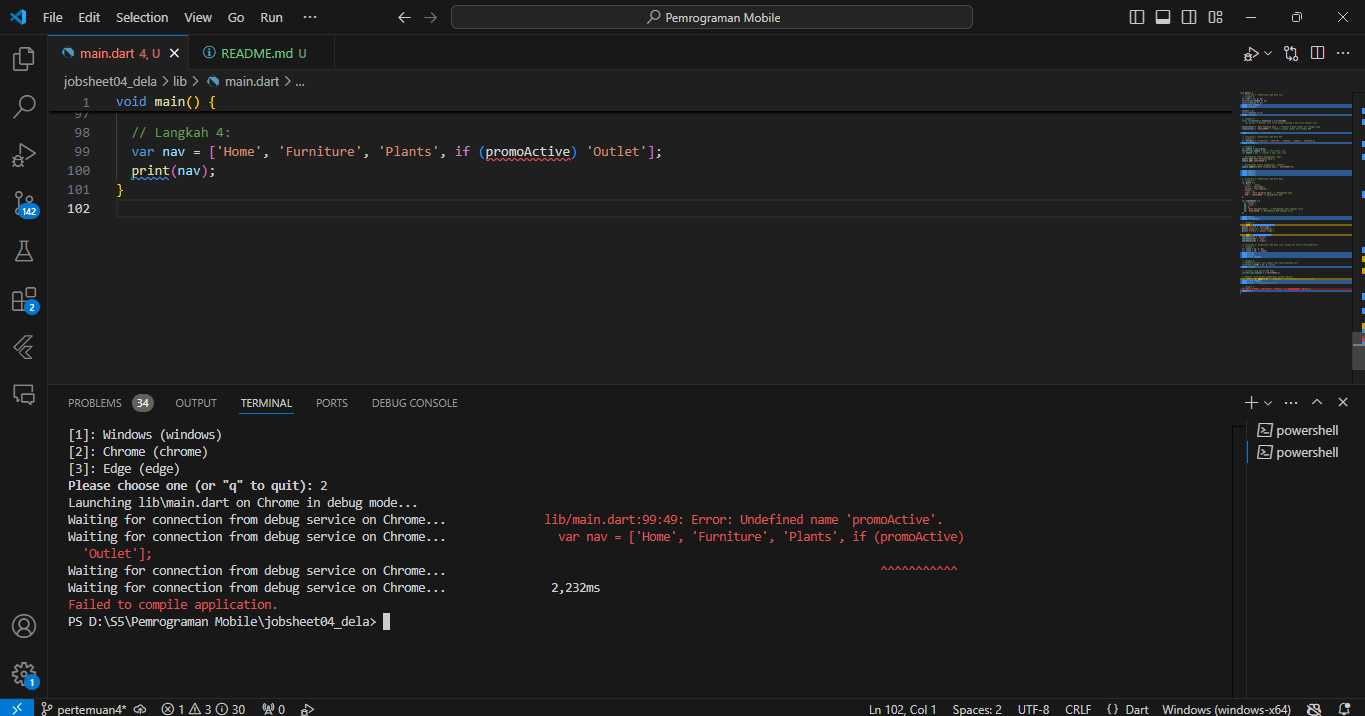 File Edit Selection View Go Run ···
Pemrograman Mobile
main.dart 4, U
README.md U
jobsheet04_dela > lib > main.dart > ...
1 void main() {
97
98 // Langkah 4:
99 var nav = ['Home', 'Furniture', 'Plants', if (promoActive) 'Outlet'];
100 print(nav);
101 }
102
142
2
PROBLEMS 34 OUTPUT TERMINAL PORTS DEBUG CONSOLE
[1]: Windows (windows)
[2]: Chrome (chrome)
[3]: Edge (edge)
Please choose one (or "q" to quit): 2
Launching lib\main.dart on Chrome in debug mode...
Waiting for connection from debug service on Chrome... lib/main.dart:99:49: Error: Undefined name 'promoActive'.
Waiting for connection from debug service on Chrome... var nav = ['Home', 'Furniture', 'Plants', if (promoActive)
'Outlet'];
Waiting for connection from debug service on Chrome... ^^^^^^^^^^^
Waiting for connection from debug service on Chrome... 2,232ms
Failed to compile application.
PS D:\S5\Pemrograman Mobile\jobsheet04_dela>
powershell
powershell
1
pertemuan4* 1 3 30 0 Ln 102, Col 1 Spaces: 2 UTF-8 CRLF {} Dart Windows (windows-x64)